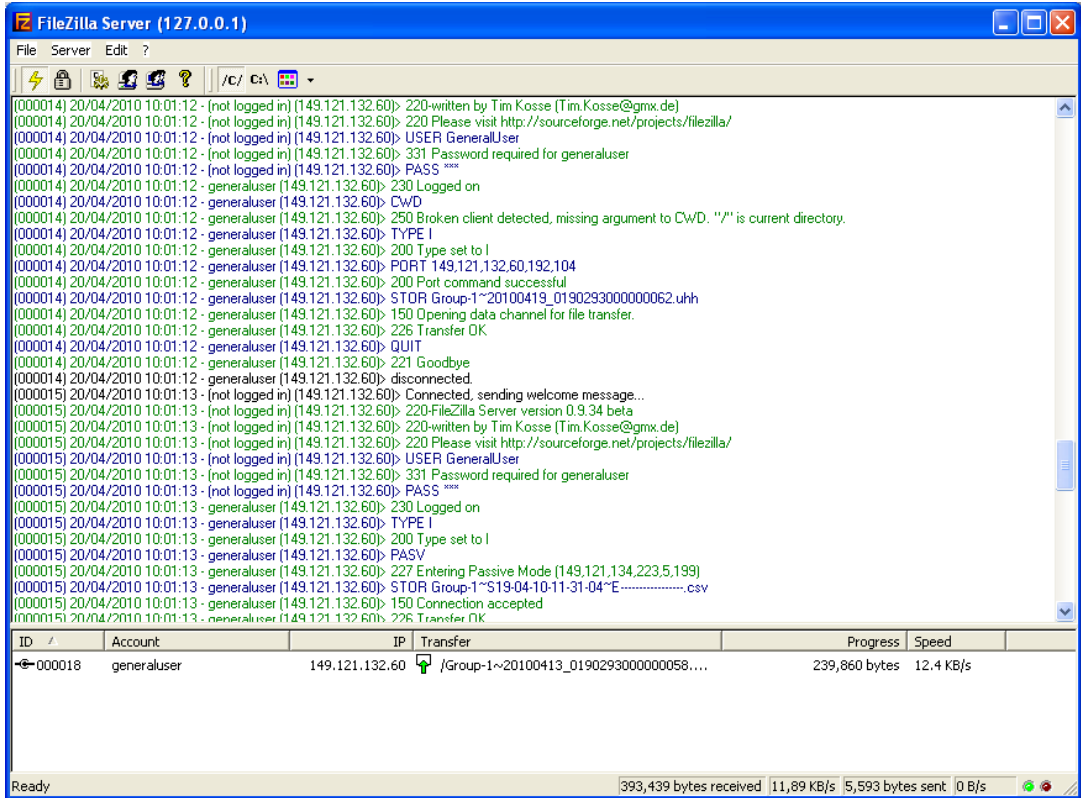 FileZilla Server (127.0.0.1)
File Server Edit ?
/C/ C:\
(000014) 20/04/2010 10:01:12 - (not logged in) (149.121.132.60)> 220-written by Tim Kosse (Tim.Kosse@gmx.de)
(000014) 20/04/2010 10:01:12 - (not logged in) (149.121.132.60)> 220 Please visit http://sourceforge.net/projects/filezilla/
(000014) 20/04/2010 10:01:12 - (not logged in) (149.121.132.60)> USER GeneralUser
(000014) 20/04/2010 10:01:12 - (not logged in) (149.121.132.60)> 331 Password required for generaluser
(000014) 20/04/2010 10:01:12 - (not logged in) (149.121.132.60)> PASS ***
(000014) 20/04/2010 10:01:12 - generaluser (149.121.132.60)> 230 Logged on
(000014) 20/04/2010 10:01:12 - generaluser (149.121.132.60)> CWD
(000014) 20/04/2010 10:01:12 - generaluser (149.121.132.60)> 250 Broken client detected, missing argument to CWD. "/" is current directory.
(000014) 20/04/2010 10:01:12 - generaluser (149.121.132.60)> TYPE I
(000014) 20/04/2010 10:01:12 - generaluser (149.121.132.60)> 200 Type set to I
(000014) 20/04/2010 10:01:12 - generaluser (149.121.132.60)> PORT 149,121,132,60,192,104
(000014) 20/04/2010 10:01:12 - generaluser (149.121.132.60)> 200 Port command successful
(000014) 20/04/2010 10:01:12 - generaluser (149.121.132.60)> STOR Group-1~20100419_0190293000000062.uhh
(000014) 20/04/2010 10:01:12 - generaluser (149.121.132.60)> 150 Opening data channel for file transfer.
(000014) 20/04/2010 10:01:12 - generaluser (149.121.132.60)> 226 Transfer OK
(000014) 20/04/2010 10:01:12 - generaluser (149.121.132.60)> QUIT
(000014) 20/04/2010 10:01:12 - generaluser (149.121.132.60)> 221 Goodbye
(000014) 20/04/2010 10:01:12 - generaluser (149.121.132.60)> disconnected.
(000015) 20/04/2010 10:01:13 - (not logged in) (149.121.132.60)> Connected, sending welcome message...
(000015) 20/04/2010 10:01:13 - (not logged in) (149.121.132.60)> 220-FileZilla Server version 0.9.34 beta
(000015) 20/04/2010 10:01:13 - (not logged in) (149.121.132.60)> 220-written by Tim Kosse (Tim.Kosse@gmx.de)
(000015) 20/04/2010 10:01:13 - (not logged in) (149.121.132.60)> 220 Please visit http://sourceforge.net/projects/filezilla/
(000015) 20/04/2010 10:01:13 - (not logged in) (149.121.132.60)> USER GeneralUser
(000015) 20/04/2010 10:01:13 - (not logged in) (149.121.132.60)> 331 Password required for generaluser
(000015) 20/04/2010 10:01:13 - (not logged in) (149.121.132.60)> PASS ***
(000015) 20/04/2010 10:01:13 - generaluser (149.121.132.60)> 230 Logged on
(000015) 20/04/2010 10:01:13 - generaluser (149.121.132.60)> TYPE I
(000015) 20/04/2010 10:01:13 - generaluser (149.121.132.60)> 200 Type set to I
(000015) 20/04/2010 10:01:13 - generaluser (149.121.132.60)> PASV
(000015) 20/04/2010 10:01:13 - generaluser (149.121.132.60)> 227 Entering Passive Mode (149,121,134,223,5,199)
(000015) 20/04/2010 10:01:13 - generaluser (149.121.132.60)> STOR Group-1~S19-04-10-11-31-04~E----------------.csv
(000015) 20/04/2010 10:01:13 - generaluser (149.121.132.60)> 150 Connection accepted
(000015) 20/04/2010 10:01:13 - generaluser (149.121.132.60)> 226 Transfer OK
ID Account IP Transfer Progress Speed
000018 generaluser 149.121.132.60 /Group-1~20100413_0190293000000058.... 239,860 bytes 12.4 KB/s
Ready 393,439 bytes received 11,89 KB/s 5,593 bytes sent 0 B/s